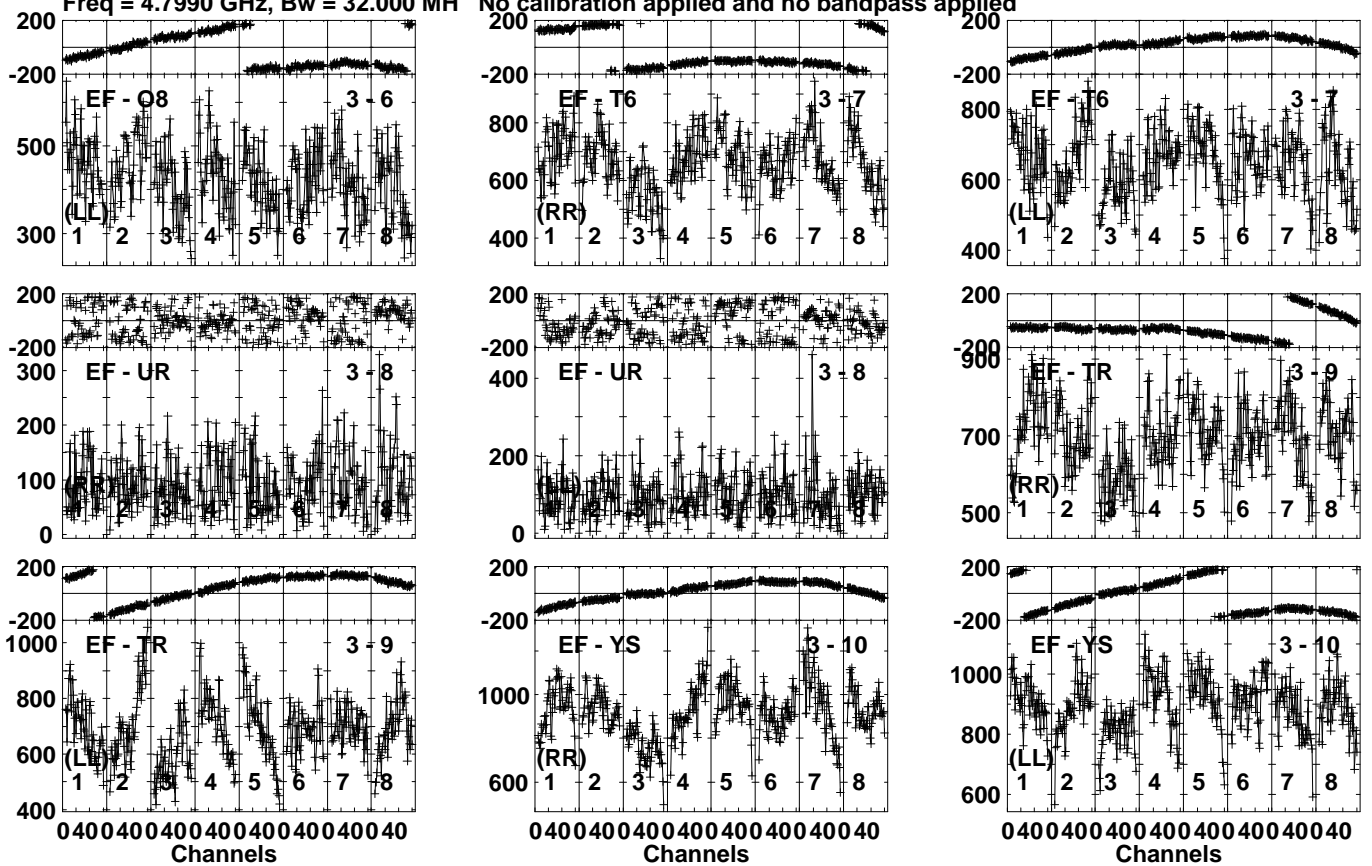 Freq = 4.7990 GHz, Bw = 32.000 MH No calibration applied and no bandpass applied
200
-200
EF - O8 3 - 6
500
300
(LL)
1 2 3 4 5 6 7 8
200
-200
EF - T6 3 - 7
800
600
400
(RR)
1 2 3 4 5 6 7 8
200
-200
EF - T6 3 - 7
800
600
400
(LL)
1 2 3 4 5 6 7 8
200
-200
EF - UR 3 - 8
300
200
100
0
(RR)
1 2 3 4 5 6 7 8
200
-200
EF - UR 3 - 8
400
200
0
(LL)
1 2 3 4 5 6 7 8
200
-200
EF - TR 3 - 9
900
700
500
(RR)
1 2 3 4 5 6 7 8
200
-200
EF - TR 3 - 9
1000
800
600
400
(LL)
1 2 3 4 5 6 7 8
0 40 0 40 0 40 0 40 0 40 0 40 0 40 0 40
Channels
200
-200
EF - YS 3 - 10
1000
600
(RR)
1 2 3 4 5 6 7 8
0 40 0 40 0 40 0 40 0 40 0 40 0 40 0 40
Channels
200
-200
EF - YS 3 - 10
1000
800
600
(LL)
1 2 3 4 5 6 7 8
0 40 0 40 0 40 0 40 0 40 0 40 0 40 0 40
Channels